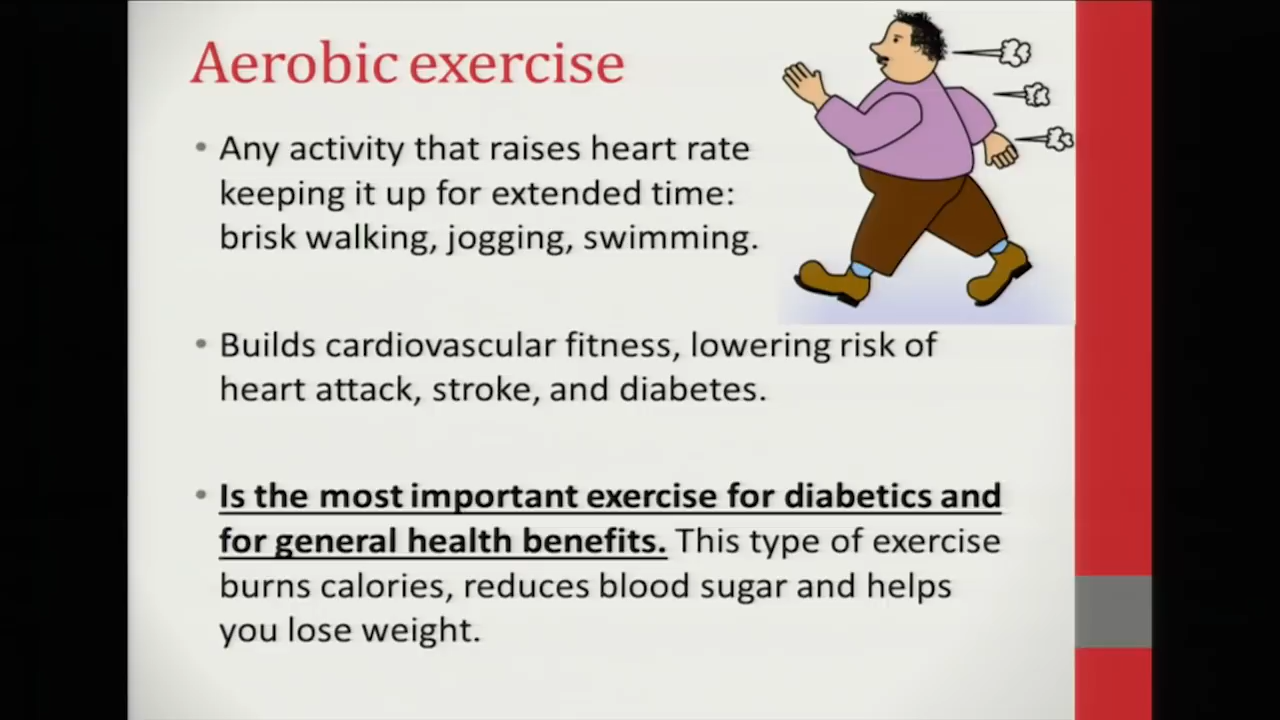 Aerobic exercise
• Any activity that raises heart rate
keeping it up for extended time:
brisk walking, jogging, swimming.
• Builds cardiovascular fitness, lowering risk of
heart attack, stroke, and diabetes.
• Is the most important exercise for diabetics and
for general health benefits. This type of exercise
burns calories, reduces blood sugar and helps
you lose weight.